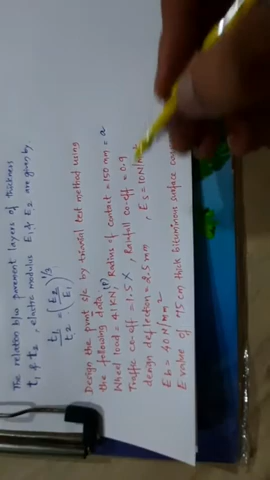 The relation b/w pavement layers of thickness
t1 & t2 , elastic modulus E1 & E2 are given by,
t1/t2 = (E2/E1)^1/3
Design the pvmt s/c by triaxial test method using
the following data (P)
Wheel load = 41 kN, Radius of contact = 150 mm = a
Traffic co-eff = 1.5 X , Rainfall co-eff = 0.9
design deflection = 2.5 mm , Es = 10 N/
Eb = 40 N/mm²
E value of 75 cm thick bituminous surface